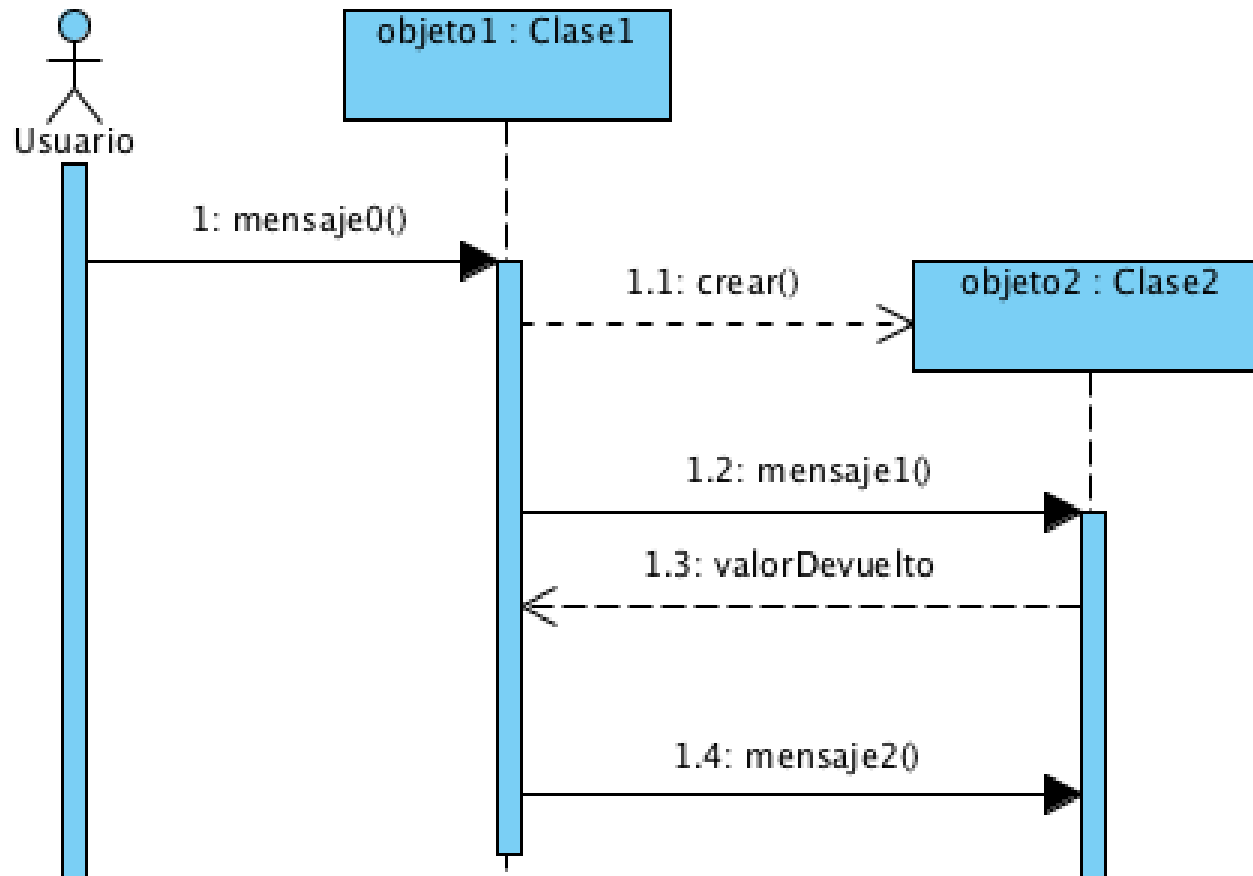 objeto1 : Clase1
Usuario
1: mensaje0()
1.1: crear()
objeto2 : Clase2
1.2: mensaje1()
1.3: valorDevuelto
1.4: mensaje2()